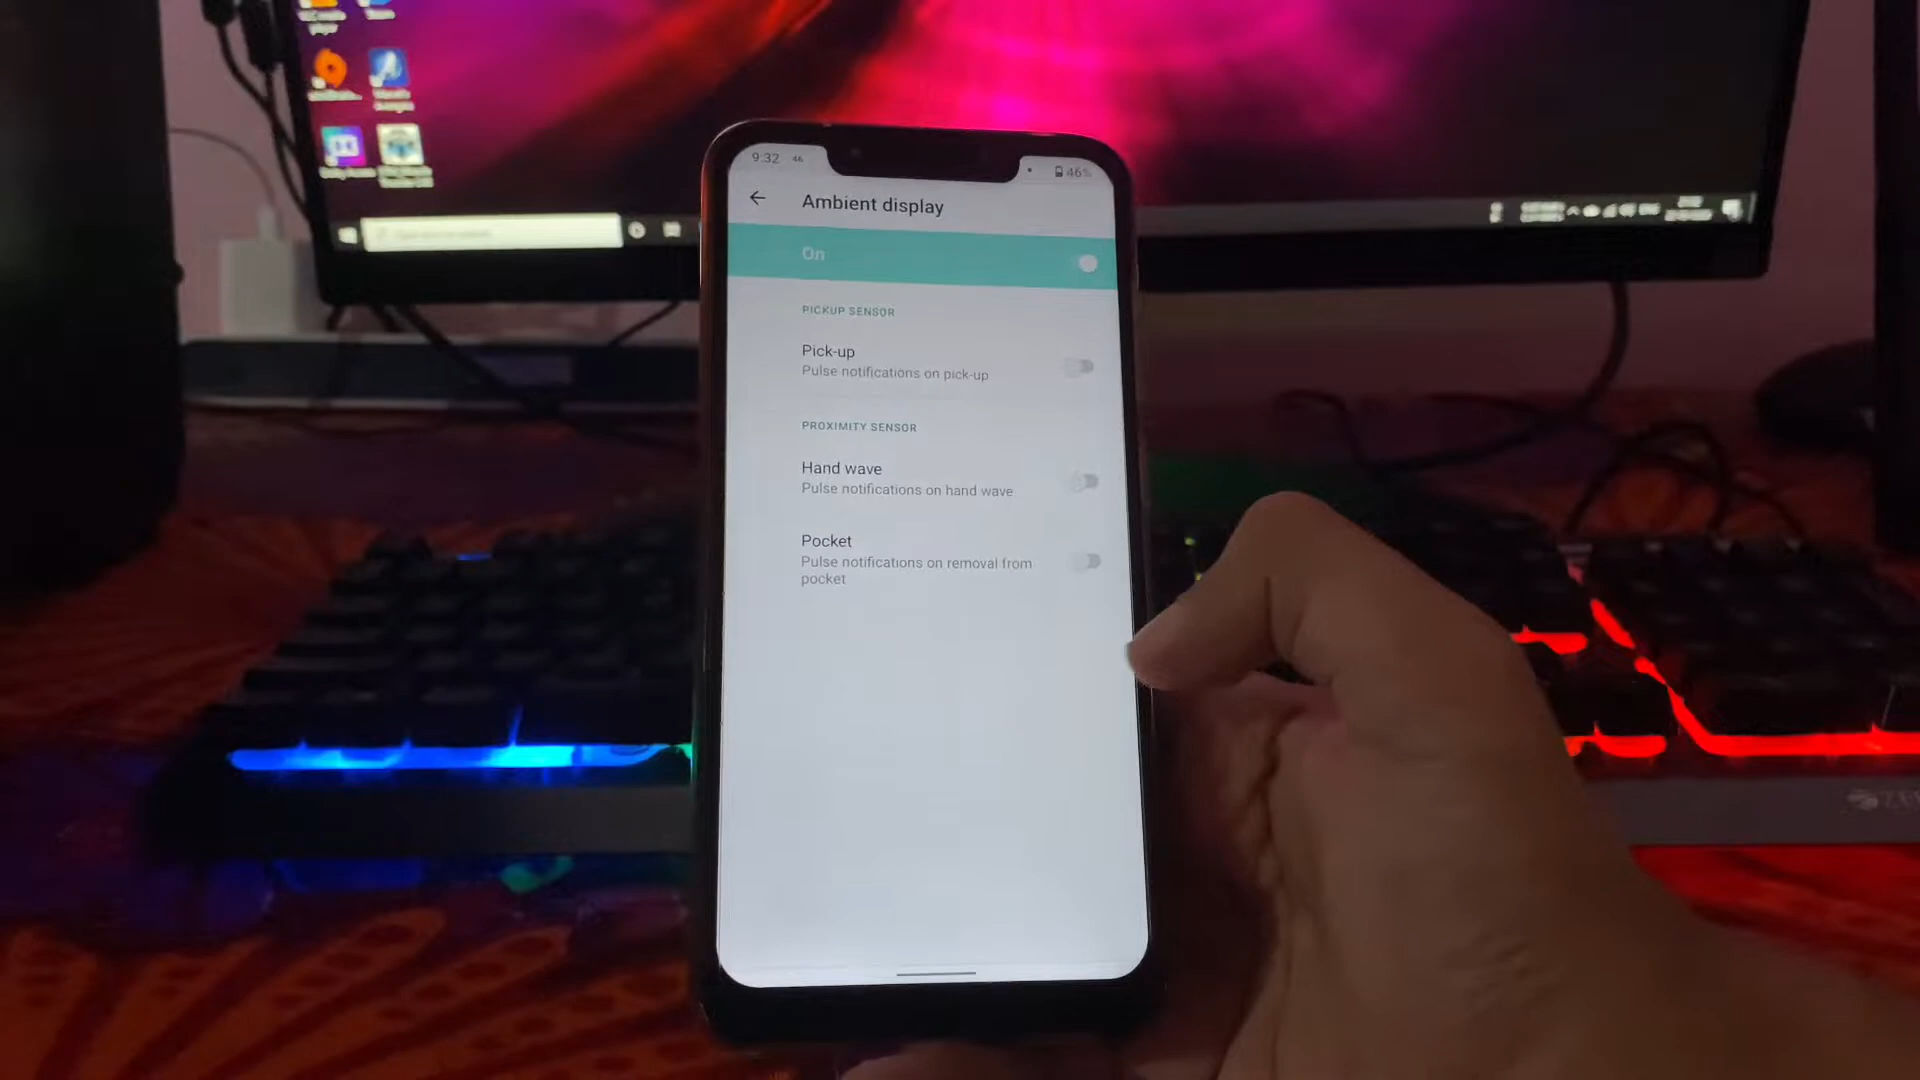 9:32 46
46%
Ambient display
On
PICKUP SENSOR
Pick-up
Pulse notifications on pick-up
PROXIMITY SENSOR
Hand wave
Pulse notifications on hand wave
Pocket
Pulse notifications on removal from
pocket